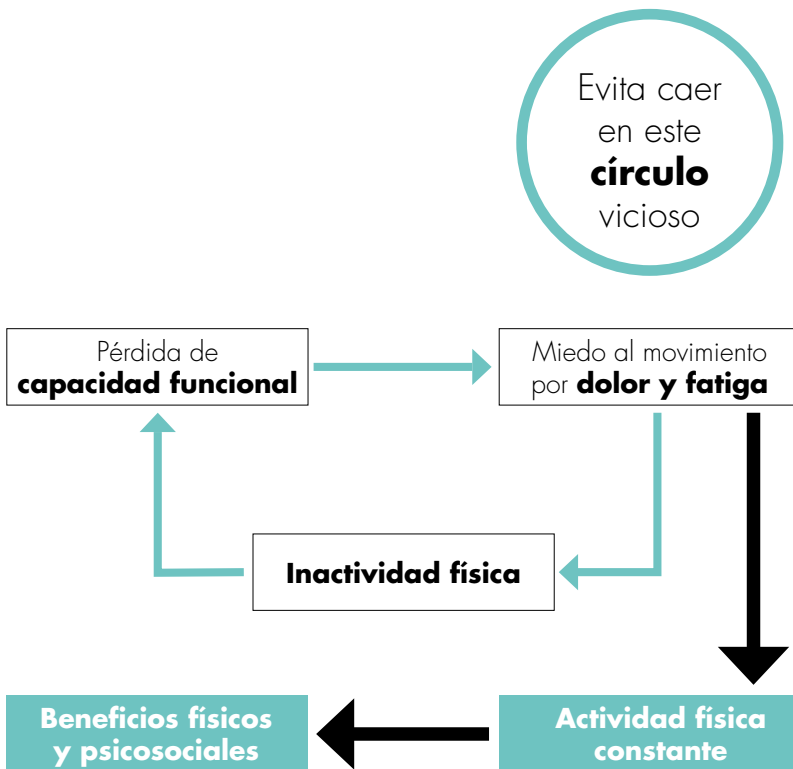 Evita caer
en este
círculo
vicioso
Pérdida de
capacidad funcional
Miedo al movimiento
por dolor y fatiga
Inactividad física
Beneficios físicos
y psicosociales
Actividad física
constante